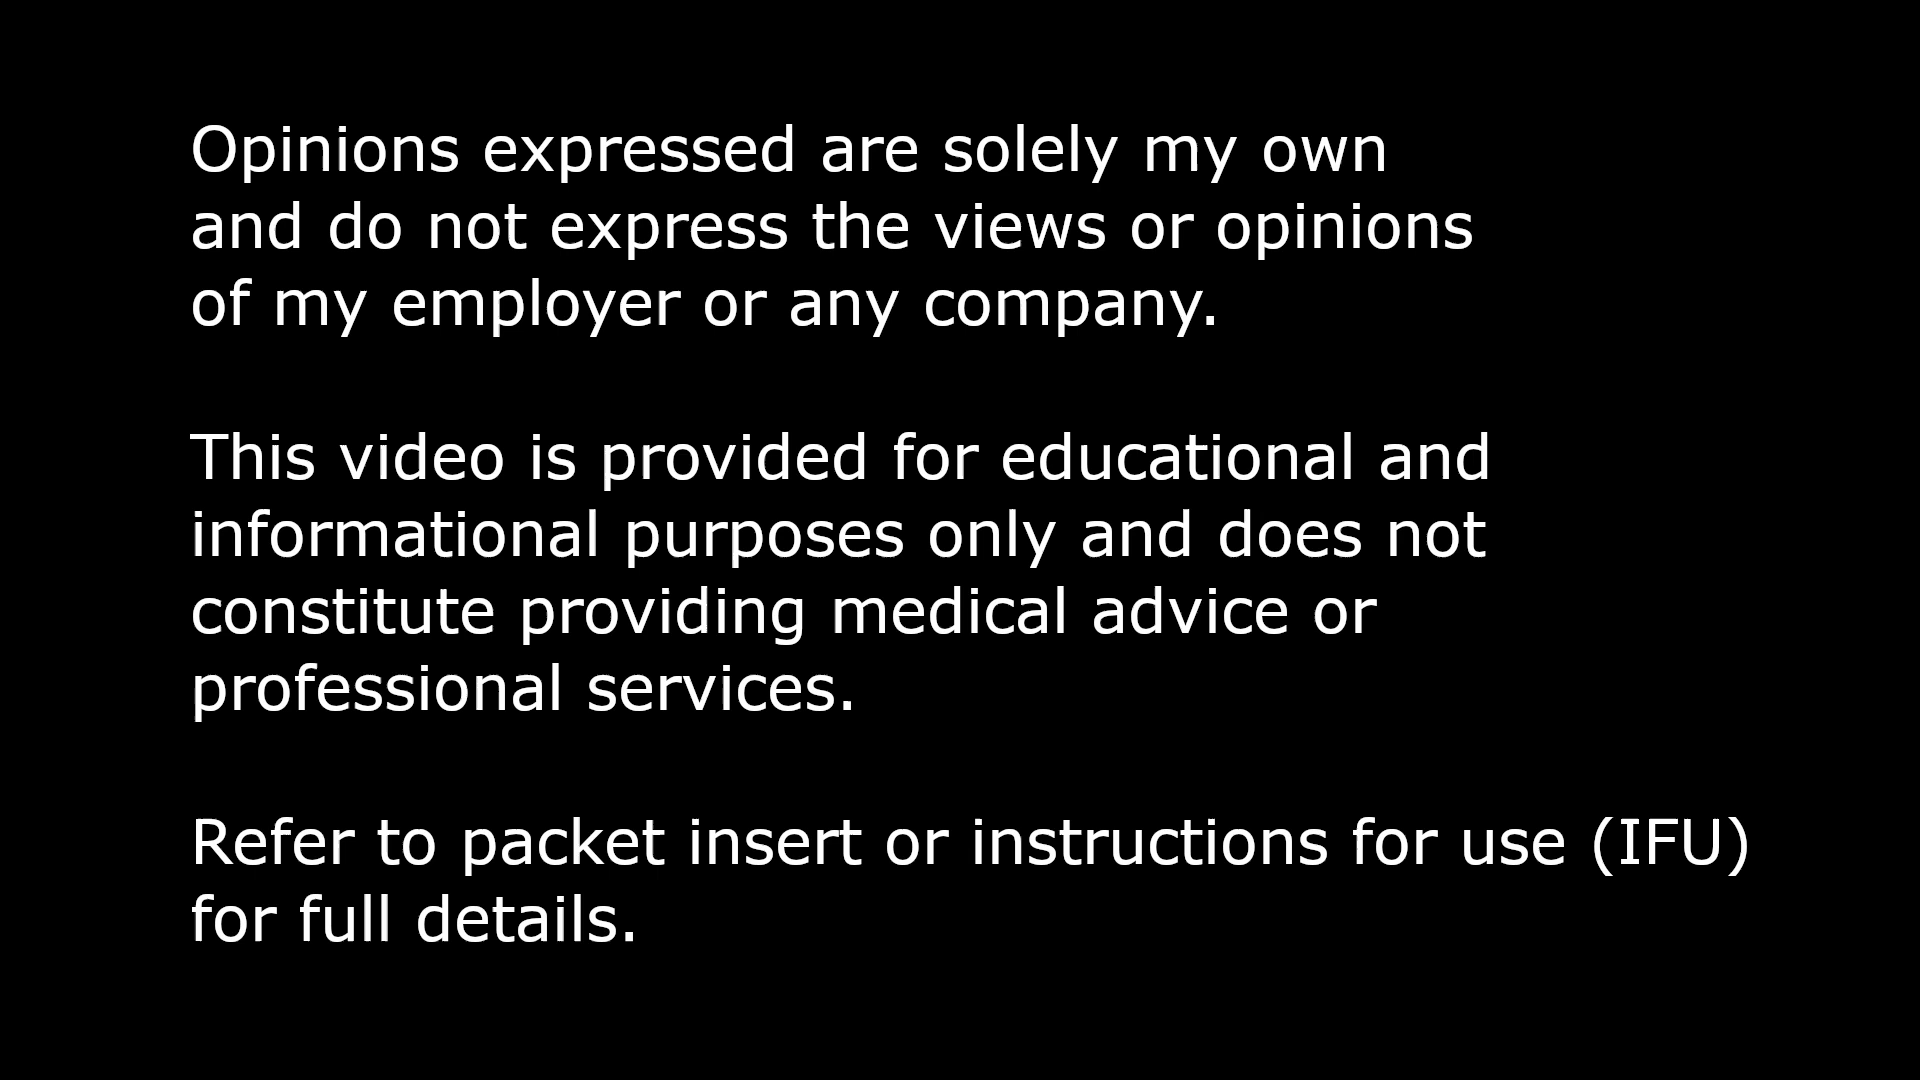 Opinions expressed are solely my own
and do not express the views or opinions
of my employer or any company.
This video is provided for educational and
informational purposes only and does not
constitute providing medical advice or
professional services.
Refer to packet insert or instructions for use (IFU)
for full details.